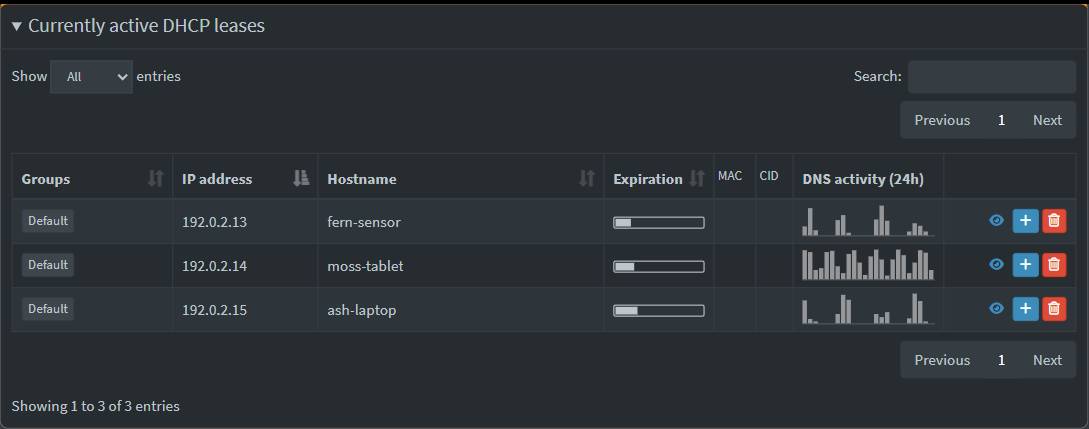 Currently active DHCP leases
Show All entries Search:
Previous 1 Next
Groups IP address Hostname Expiration MAC CID DNS activity (24h)
Default 192.0.2.13 fern-sensor
Default 192.0.2.14 moss-tablet
Default 192.0.2.15 ash-laptop
Previous 1 Next
Showing 1 to 3 of 3 entries